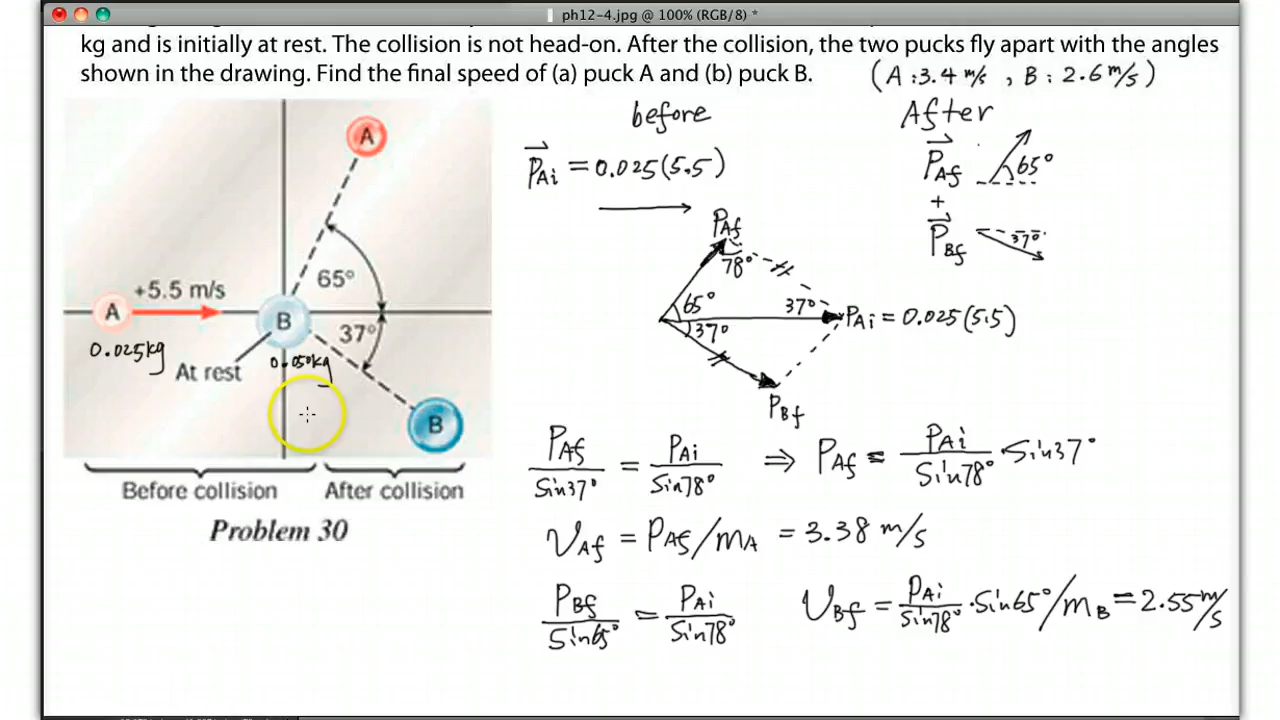 ph12-4.jpg @ 100% (RGB/8) *
kg and is initially at rest. The collision is not head-on. After the collision, the two pucks fly apart with the angles
shown in the drawing. Find the final speed of (a) puck A and (b) puck B.
(A : 3.4 m/s , B : 2.6 m/s)
before
After
P⃗Ai = 0.025(5.5)
P⃗Af 65°
+
P⃗Bf 37°
A
65°
+5.5 m/s
A
B
37°
0.025kg
At rest
0.050kg
B
Before collision
After collision
Problem 30
PAf
78°
65°
37°
PAi = 0.025(5.5)
37°
PBf
PAf/Sin37° = PAi/Sin78° ⇒ PAf = PAi/Sin78° · Sin37°
VAf = PAf/mA = 3.38 m/s
PBf/Sin65° = PAi/Sin78°
VBf = PAi/Sin78° · Sin65°/mB = 2.55 m/s